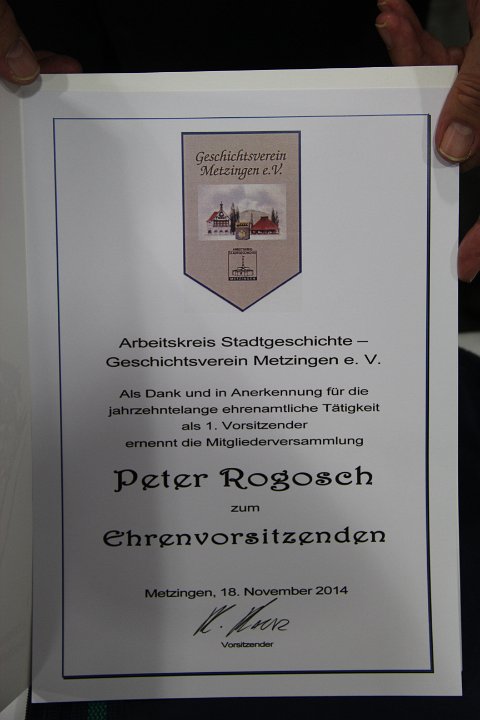 Geschichtsverein
Metzingen e.V.
METZINGEN
Arbeitskreis Stadtgeschichte –
Geschichtsverein Metzingen e. V.
Als Dank und in Anerkennung für die
jahrzehntelange ehrenamtliche Tätigkeit
als 1. Vorsitzender
ernennt die Mitgliederversammlung
Peter Rogosch
zum
Ehrenvorsitzenden
Metzingen, 18. November 2014
Vorsitzender